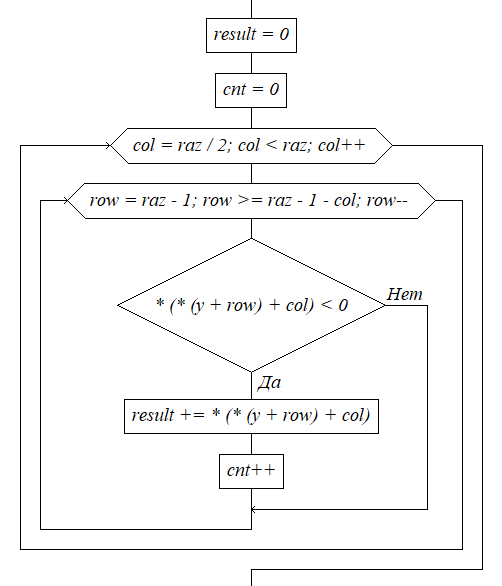 result = 0
cnt = 0
col = raz / 2; col < raz; col++
row = raz - 1; row >= raz - 1 - col; row--
* (* (y + row) + col) < 0
Нет
Да
result += * (* (y + row) + col)
cnt++